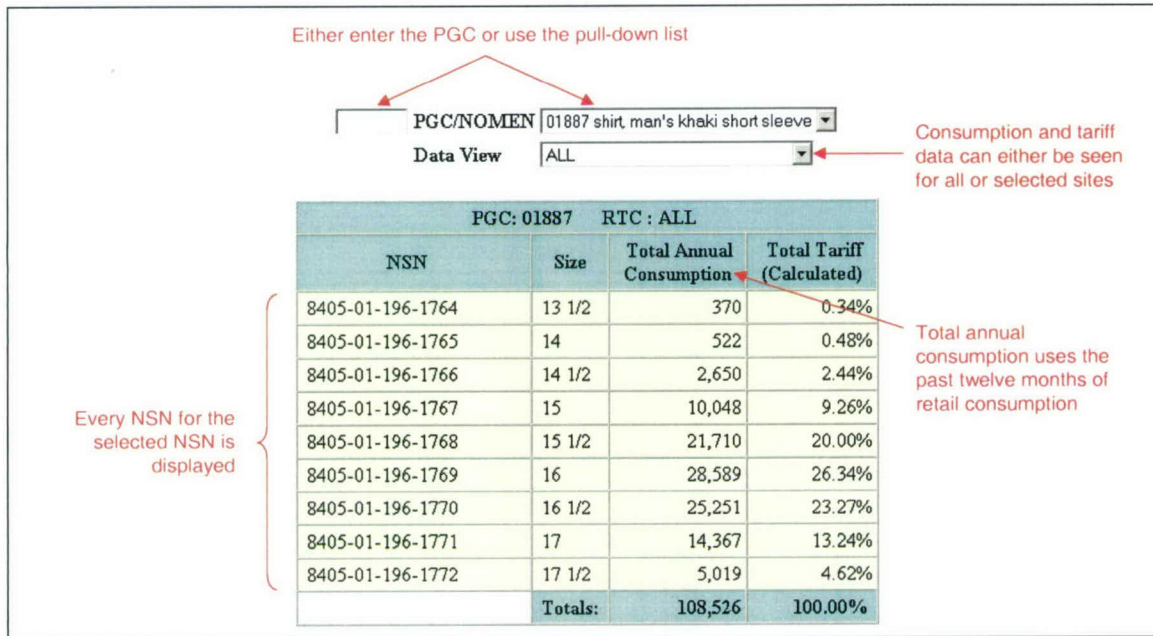 Either enter the PGC or use the pull-down list
PGC/NOMEN 01887 shirt, man's khaki short sleeve
Data View ALL
Consumption and tariff
data can either be seen
for all or selected sites
PGC: 01887 RTC : ALL
NSN Size Total Annual Consumption Total Tariff (Calculated)
8405-01-196-1764 13 1/2 370 0.34%
8405-01-196-1765 14 522 0.48%
8405-01-196-1766 14 1/2 2,650 2.44%
8405-01-196-1767 15 10,048 9.26%
8405-01-196-1768 15 1/2 21,710 20.00%
8405-01-196-1769 16 28,589 26.34%
8405-01-196-1770 16 1/2 25,251 23.27%
8405-01-196-1771 17 14,367 13.24%
8405-01-196-1772 17 1/2 5,019 4.62%
Totals: 108,526 100.00%
Total annual
consumption uses the
past twelve months of
retail consumption
Every NSN for the
selected NSN is
displayed